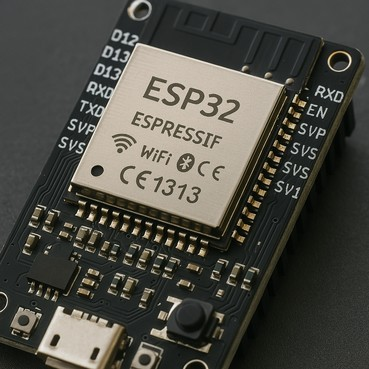 D12
D13
D13
RXD
TXD
SVP
SVS
ESP32
ESPRESSIF
WiFi CE
CE1313
RXD
EN
SVP
SVS
SVS
SV1